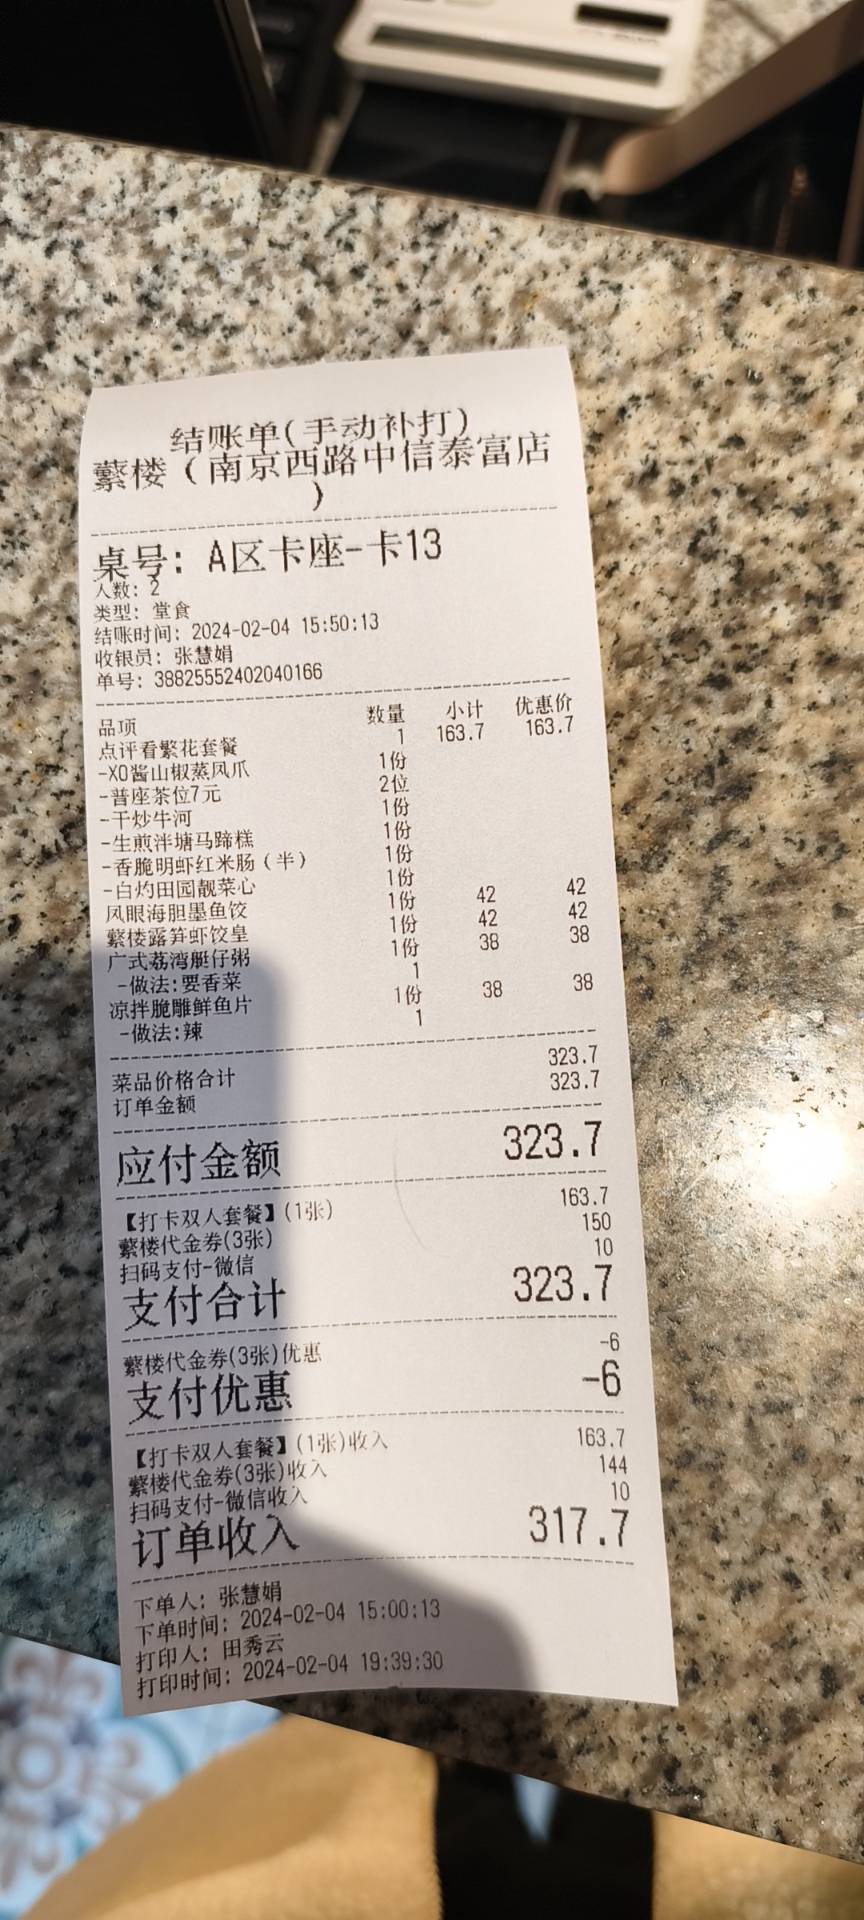 结账单(手动补打)
蘩楼（南京西路中信泰富店
）
桌号: A区卡座-卡13
人数: 2
类型: 堂食
结账时间: 2024-02-04 15:50:13
收银员: 张慧娟
单号: 38825552402040166
品项 数量 小计 优惠价
点评看繁花套餐 1 163.7 163.7
-XO酱山椒蒸凤爪 1份
-普座茶位7元 2位
-干炒牛河 1份
-生煎泮塘马蹄糕 1份
-香脆明虾红米肠（半） 1份
-白灼田园靓菜心 1份
凤眼海胆墨鱼饺 1份 42 42
蘩楼露笋虾饺皇 1份 42 42
广式荔湾艇仔粥 1份 38 38
-做法:要香菜 1
凉拌脆雕鲜鱼片 1份 38 38
-做法:辣 1
菜品价格合计 323.7
订单金额 323.7
应付金额 323.7
【打卡双人套餐】(1张) 163.7
蘩楼代金券(3张) 150
扫码支付-微信 10
支付合计 323.7
蘩楼代金券(3张)优惠 -6
支付优惠 -6
【打卡双人套餐】(1张)收入 163.7
蘩楼代金券(3张)收入 144
扫码支付-微信收入 10
订单收入 317.7
下单人: 张慧娟
下单时间: 2024-02-04 15:00:13
打印人: 田秀云
打印时间: 2024-02-04 19:39:30